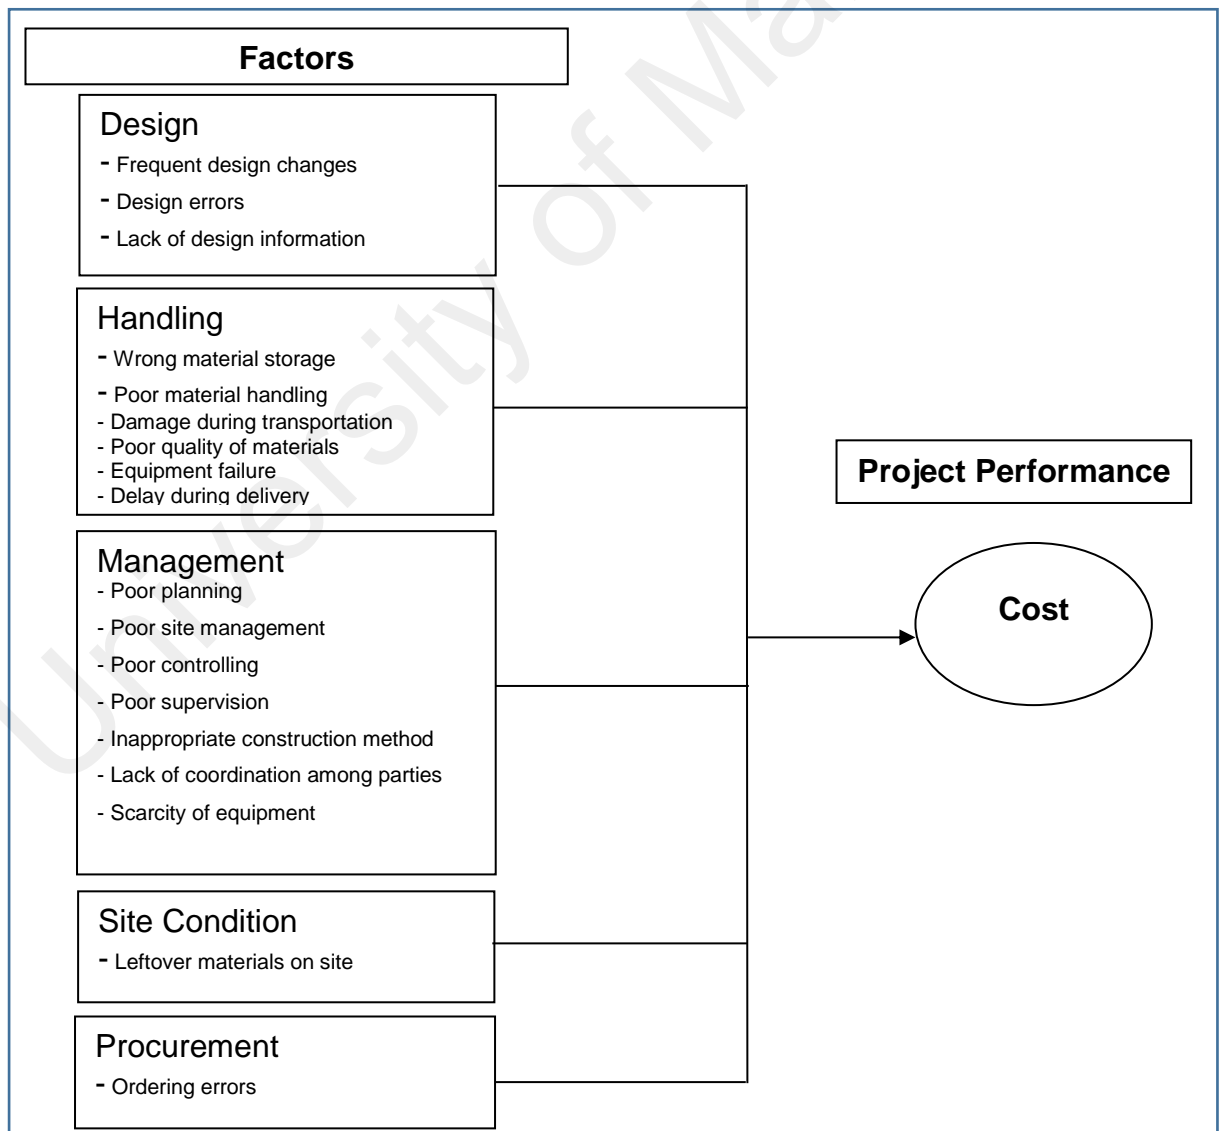 Factors
Design
- Frequent design changes
- Design errors
- Lack of design information
Handling
- Wrong material storage
- Poor material handling
- Damage during transportation
- Poor quality of materials
- Equipment failure
- Delay during delivery
Management
- Poor planning
- Poor site management
- Poor controlling
- Poor supervision
- Inappropriate construction method
- Lack of coordination among parties
- Scarcity of equipment
Site Condition
- Leftover materials on site
Procurement
- Ordering errors
Project Performance
Cost
University of Ma